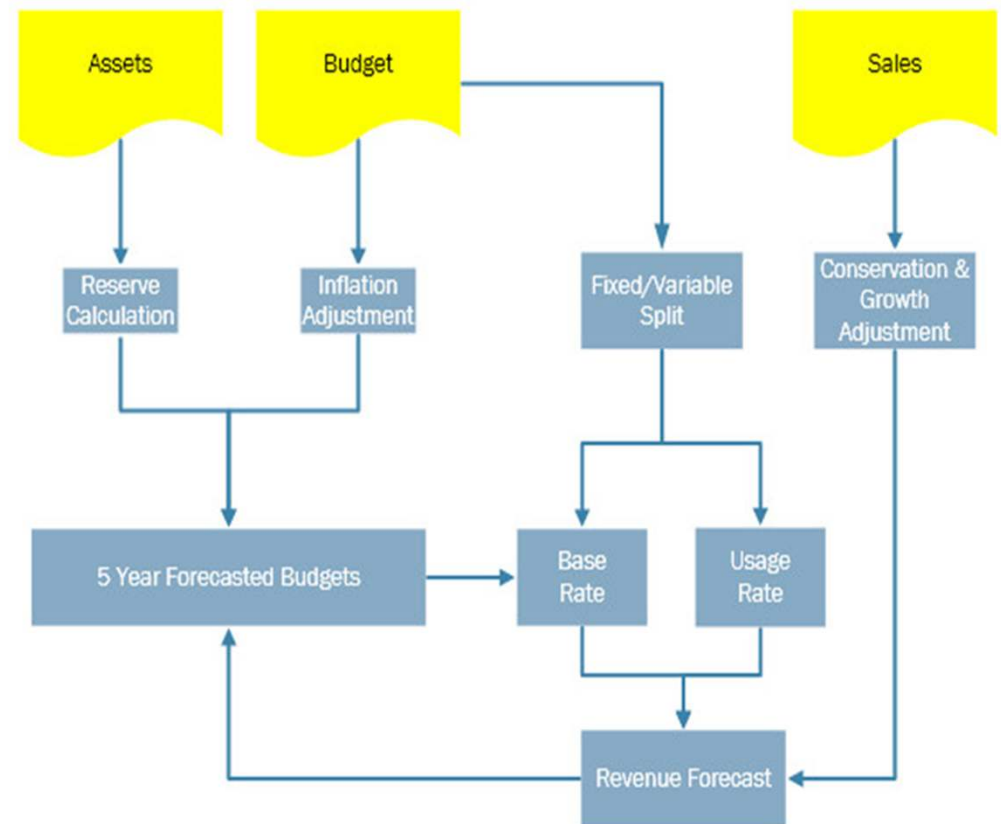 Assets
Budget
Sales
Reserve
Calculation
Inflation
Adjustment
Fixed/Variable
Split
Conservation &
Growth
Adjustment
5 Year Forecasted Budgets
Base
Rate
Usage
Rate
Revenue Forecast